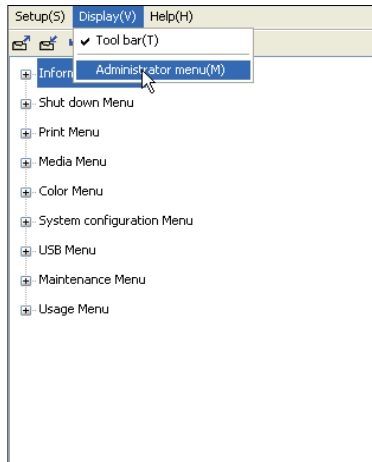 Setup(S) Display(V) Help(H)
✓ Tool bar(T)
Inform
Administrator menu(M)
Shut down Menu
Print Menu
Media Menu
Color Menu
System configuration Menu
USB Menu
Maintenance Menu
Usage Menu